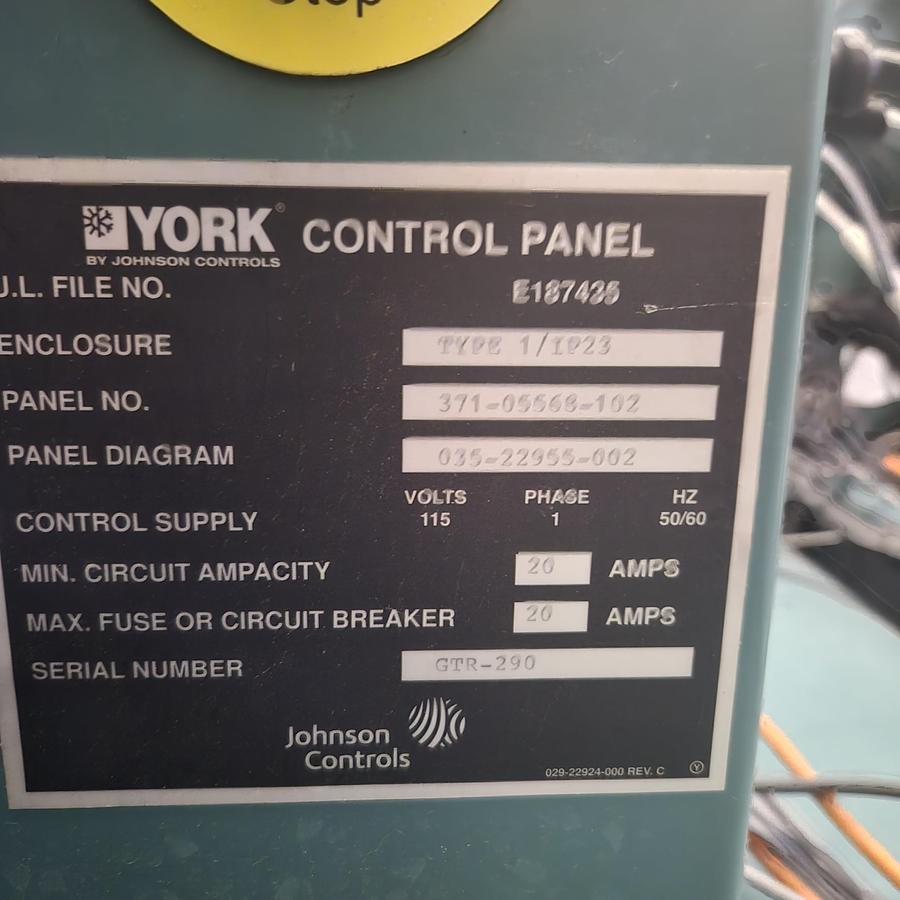 Stop
YORK® CONTROL PANEL
BY JOHNSON CONTROLS
U.L. FILE NO. E187435
ENCLOSURE TYPE 1/IP23
PANEL NO. 371-05568-102
PANEL DIAGRAM 035-22955-002
VOLTS PHASE HZ
CONTROL SUPPLY 115 1 50/60
MIN. CIRCUIT AMPACITY 20 AMPS
MAX. FUSE OR CIRCUIT BREAKER 20 AMPS
SERIAL NUMBER GTR-290
Johnson
Controls
029-22924-000 REV. C Y